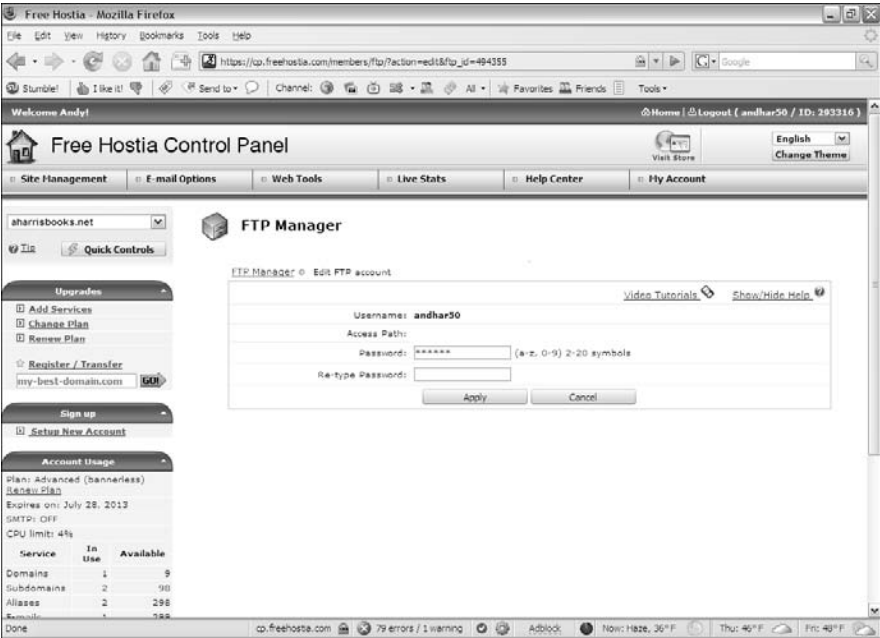 Free Hostia - Mozilla Firefox
File Edit View History Bookmarks Tools Help
https://cp.freehostia.com/members/ftp/?action=edit&ftp_id=494355
Google
Stumble! I like it! Send to Channel: All Favorites Friends Tools
Welcome Andy!
Home | Logout ( andhar50 / ID: 203316 )
Free Hostia Control Panel
Visit Store
English
Change Theme
Site Management E-mail Options Web Tools Live Stats Help Center My Account
aharrisbooks.net
Tip Quick Controls
FTP Manager
FTP Manager Edit FTP account
Video Tutorials Show/Hide Help
Username: andhar50
Access Path:
Password: ****** (a-z, 0-9) 2-20 symbols
Re-type Password:
Apply Cancel
Upgrades
Add Services
Change Plan
Renew Plan
Register / Transfer
my-best-domain.com GO!
Sign up
Setup New Account
Account Usage
Plan: Advanced (bannerless)
Renew Plan
Expires on: July 28, 2013
SMTP: OFF
CPU limit: 4%
Service In Use Available
Domains 1 9
Subdomains 2 98
Aliases 2 298
Done cp.freehostia.com 79 errors / 1 warning Adblock Now: Haze, 36°F Thu: 46°F Fri: 48°F